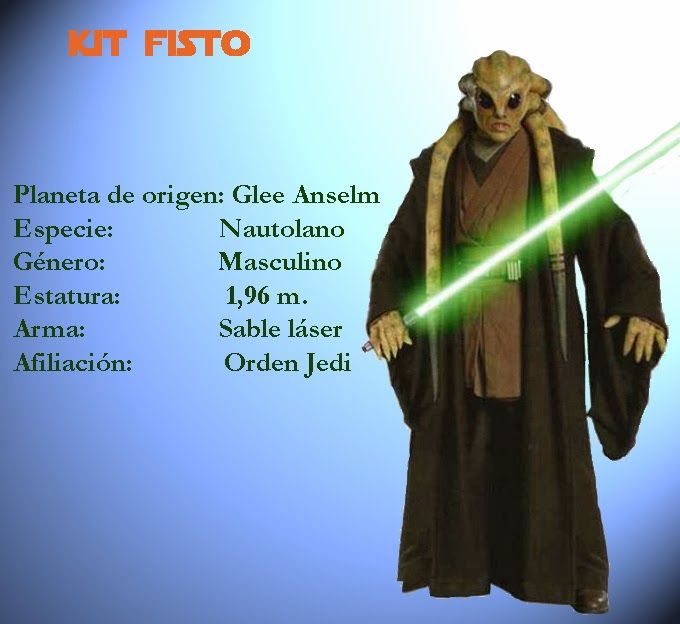 KIT FISTO
Planeta de origen: Glee Anselm
Especie: Nautolano
Género: Masculino
Estatura: 1,96 m.
Arma: Sable láser
Afiliación: Orden Jedi